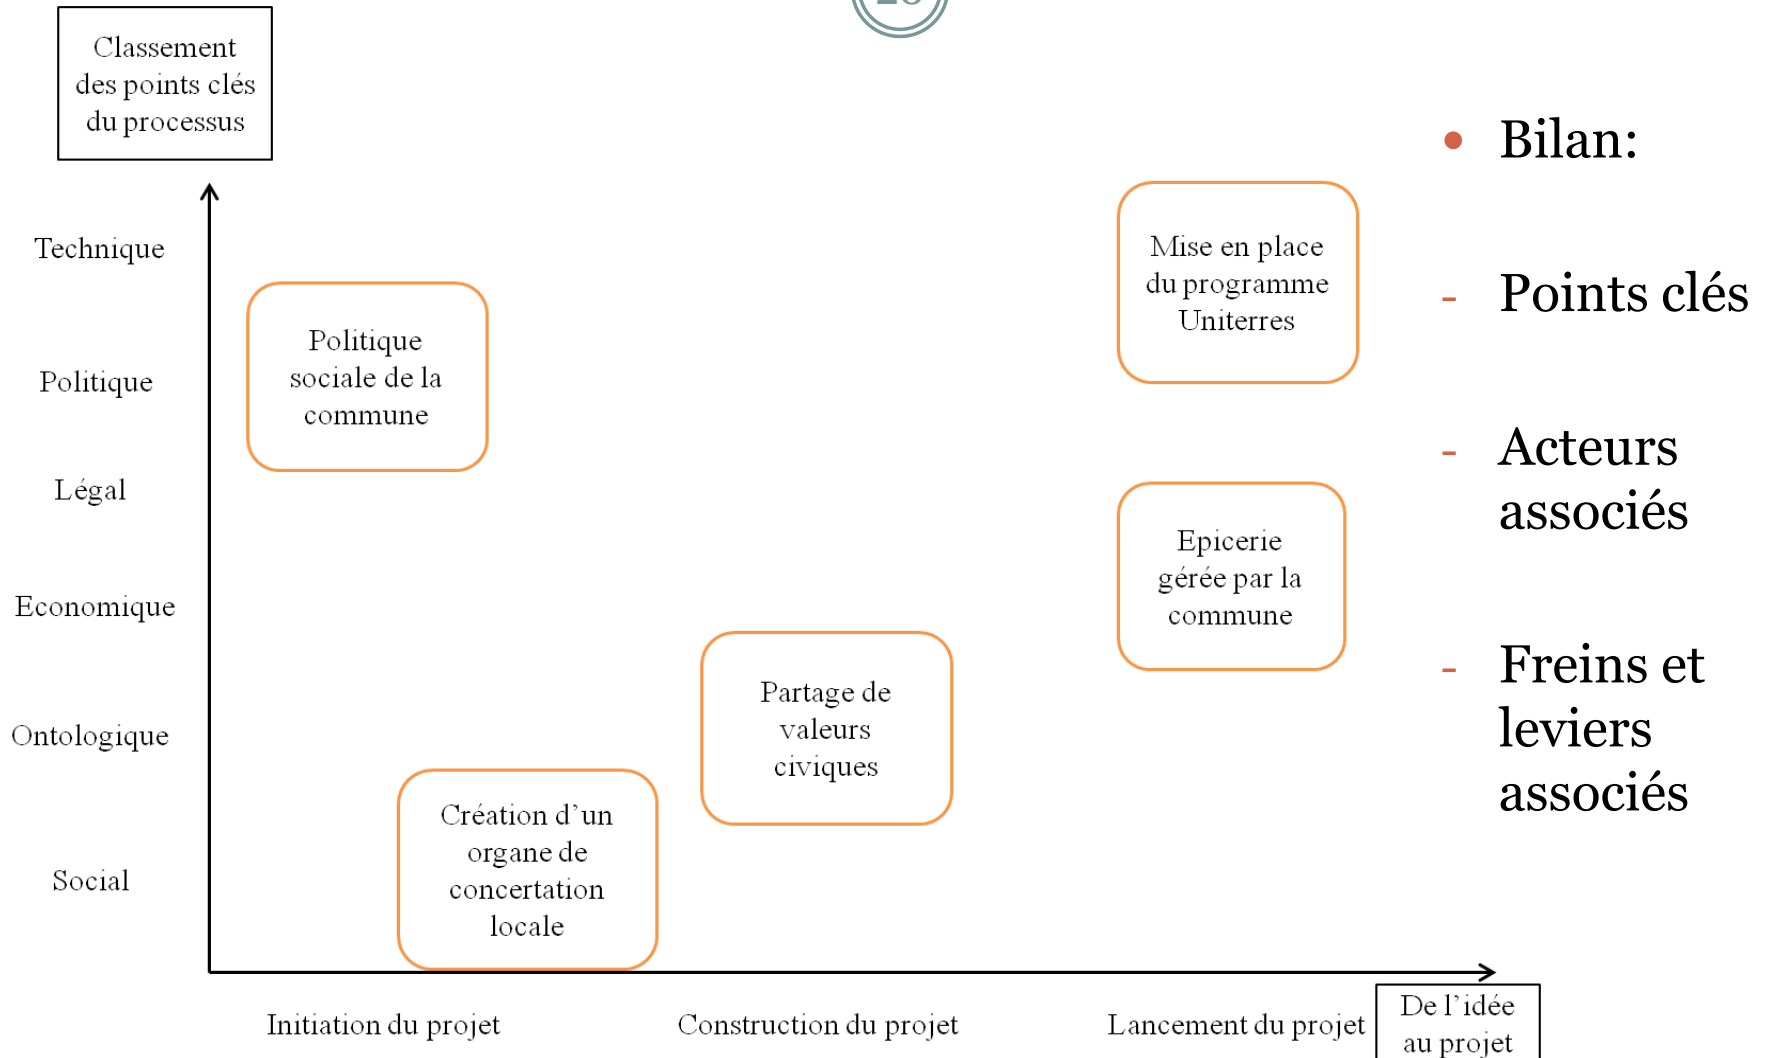 Classement
des points clés
du processus
Technique
Politique
Légal
Economique
Ontologique
Social
Politique
sociale de la
commune
Création d’un
organe de
concertation
locale
Partage de
valeurs
civiques
Mise en place
du programme
Uniterres
Epicerie
gérée par la
commune
Initiation du projet
Construction du projet
Lancement du projet
De l’idée
au projet
• Bilan:
- Points clés
- Acteurs
associés
- Freins et
leviers
associés